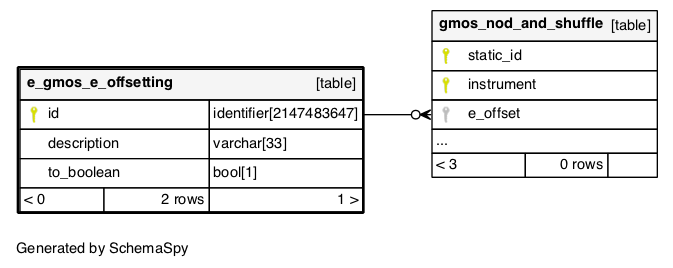 gmos_nod_and_shuffle [table]
static_id
instrument
e_offset
...
< 3 0 rows
e_gmos_e_offsetting [table]
id identifier[2147483647]
description varchar[33]
to_boolean bool[1]
< 0 2 rows 1 >
Generated by SchemaSpy